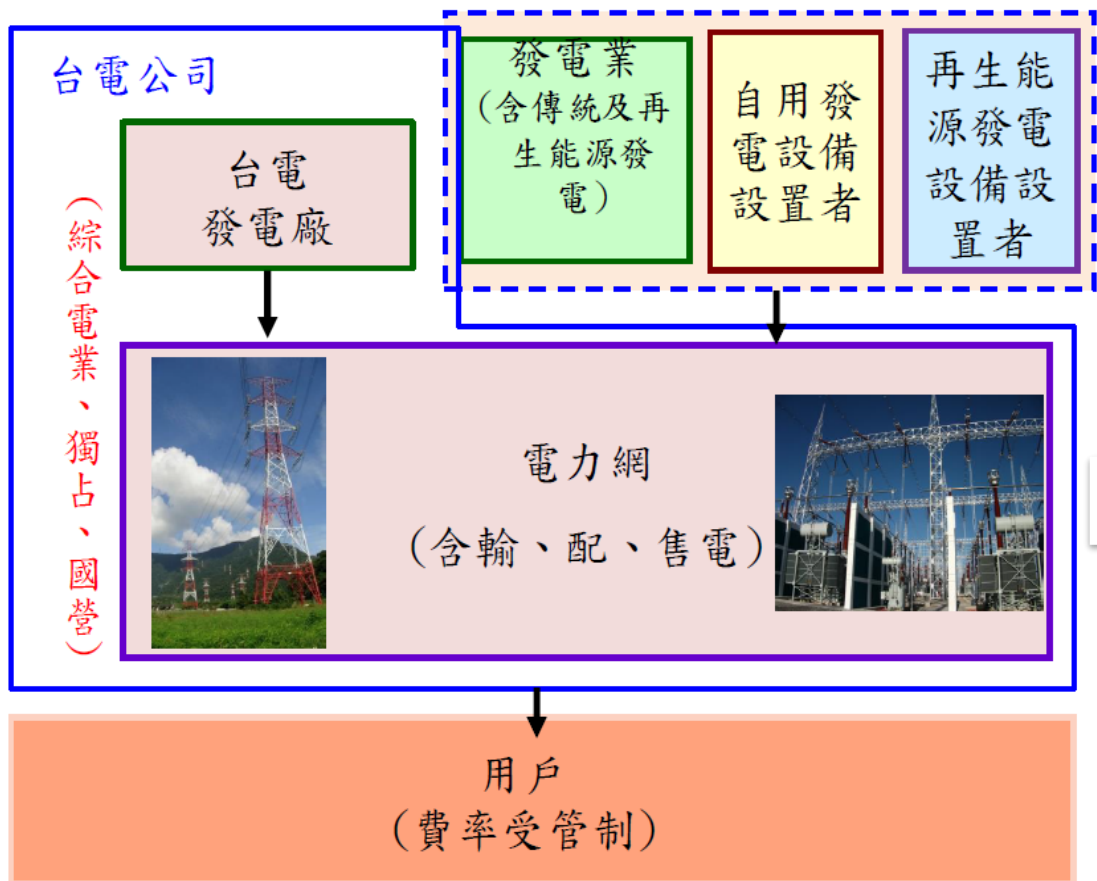 台電公司
(綜合電業、獨占、國營)
台電
發電廠
發電業
(含傳統及再
生能源發
電)
自用發
電設備
設置者
再生能
源發電
設備設
置者
電力網
(含輸、配、售電)
用戶
(費率受管制)